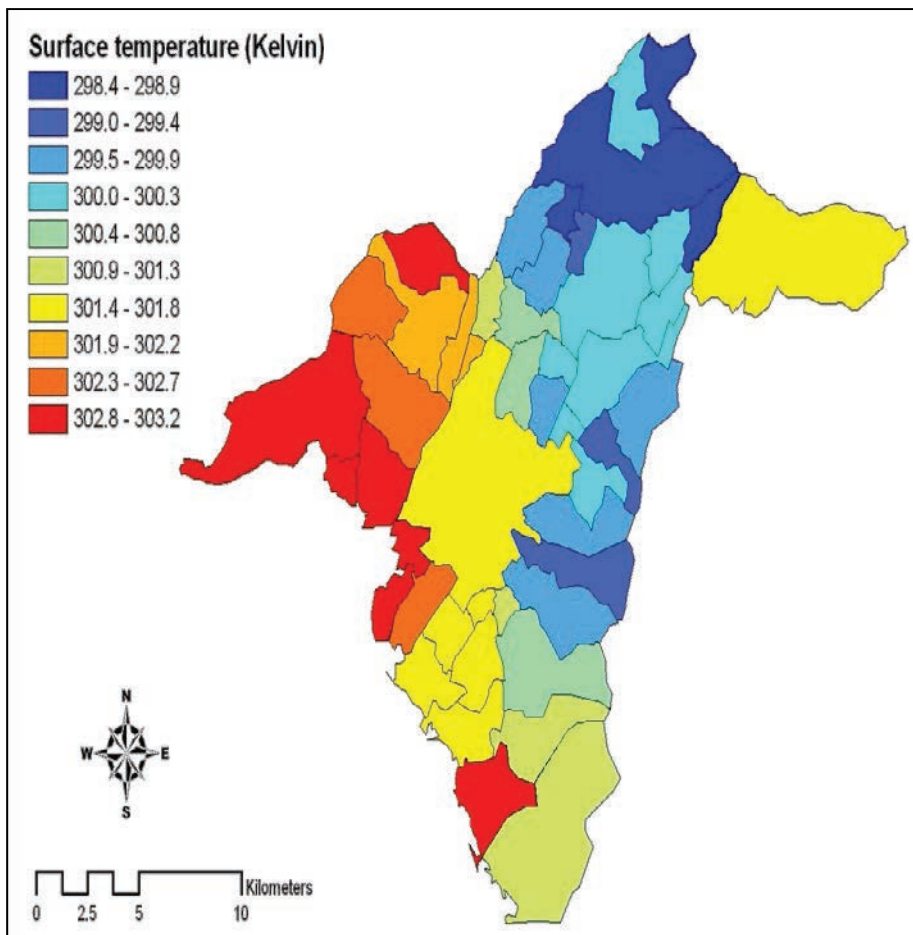 Surface temperature (Kelvin)
298.4 - 298.9
299.0 - 299.4
299.5 - 299.9
300.0 - 300.3
300.4 - 300.8
300.9 - 301.3
301.4 - 301.8
301.9 - 302.2
302.3 - 302.7
302.8 - 303.2
N
W E
S
Kilometers
0 2.5 5 10